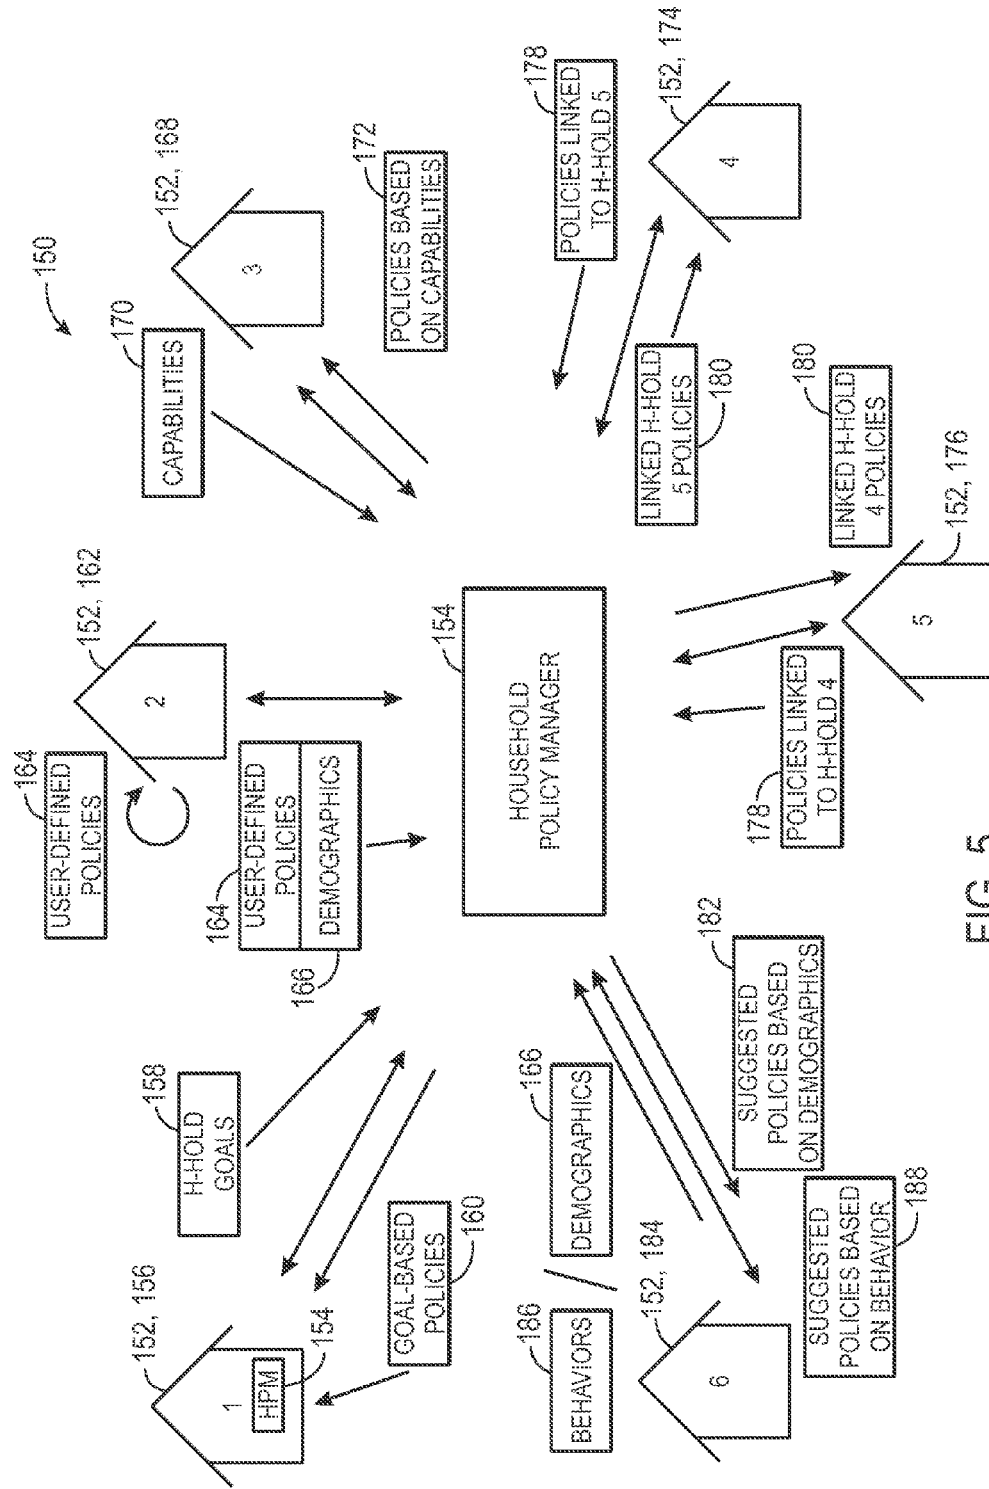 150
164
USER-DEFINED
POLICIES
2
152, 162
164
USER-DEFINED
POLICIES
DEMOGRAPHICS
166
170
CAPABILITIES
3
152, 168
172
POLICIES BASED
ON CAPABILITIES
158
H-HOLD
GOALS
152, 156
1
HPM
154
GOAL-BASED
POLICIES
160
154
HOUSEHOLD
POLICY MANAGER
178
POLICIES LINKED
TO H-HOLD 5
152, 174
4
LINKED H-HOLD
5 POLICIES
180
186
BEHAVIORS
DEMOGRAPHICS
166
152, 184
6
182
SUGGESTED
POLICIES BASED
ON DEMOGRAPHICS
SUGGESTED
POLICIES BASED
ON BEHAVIOR
188
178
POLICIES LINKED
TO H-HOLD 4
5
152, 176
180
LINKED H-HOLD
4 POLICIES
FIG. 5